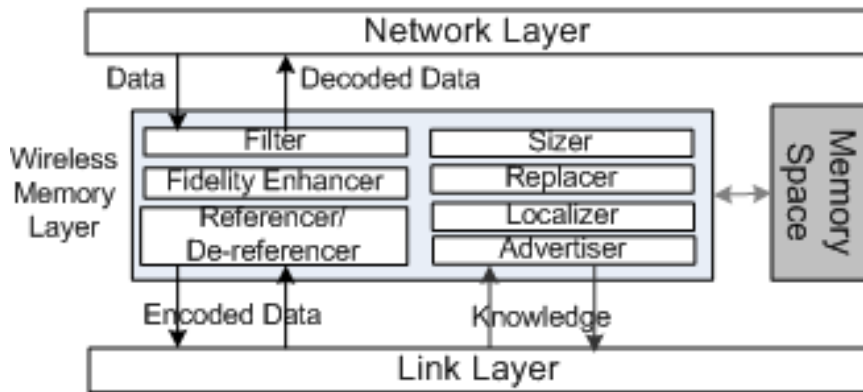 Network Layer
Data
Decoded Data
Wireless
Memory
Layer
Filter
Fidelity Enhancer
Referencer/
De-referencer
Sizer
Replacer
Localizer
Advertiser
Memory
Space
Encoded Data
Knowledge
Link Layer